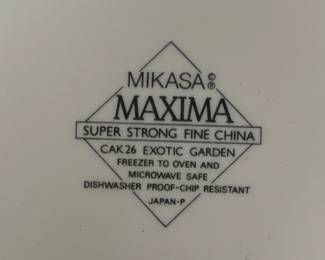 MIKASA©®
MAXIMA
SUPER STRONG FINE CHINA
CAK26 EXOTIC GARDEN
FREEZER TO OVEN AND
MICROWAVE SAFE
DISHWASHER PROOF-CHIP RESISTANT
JAPAN-P